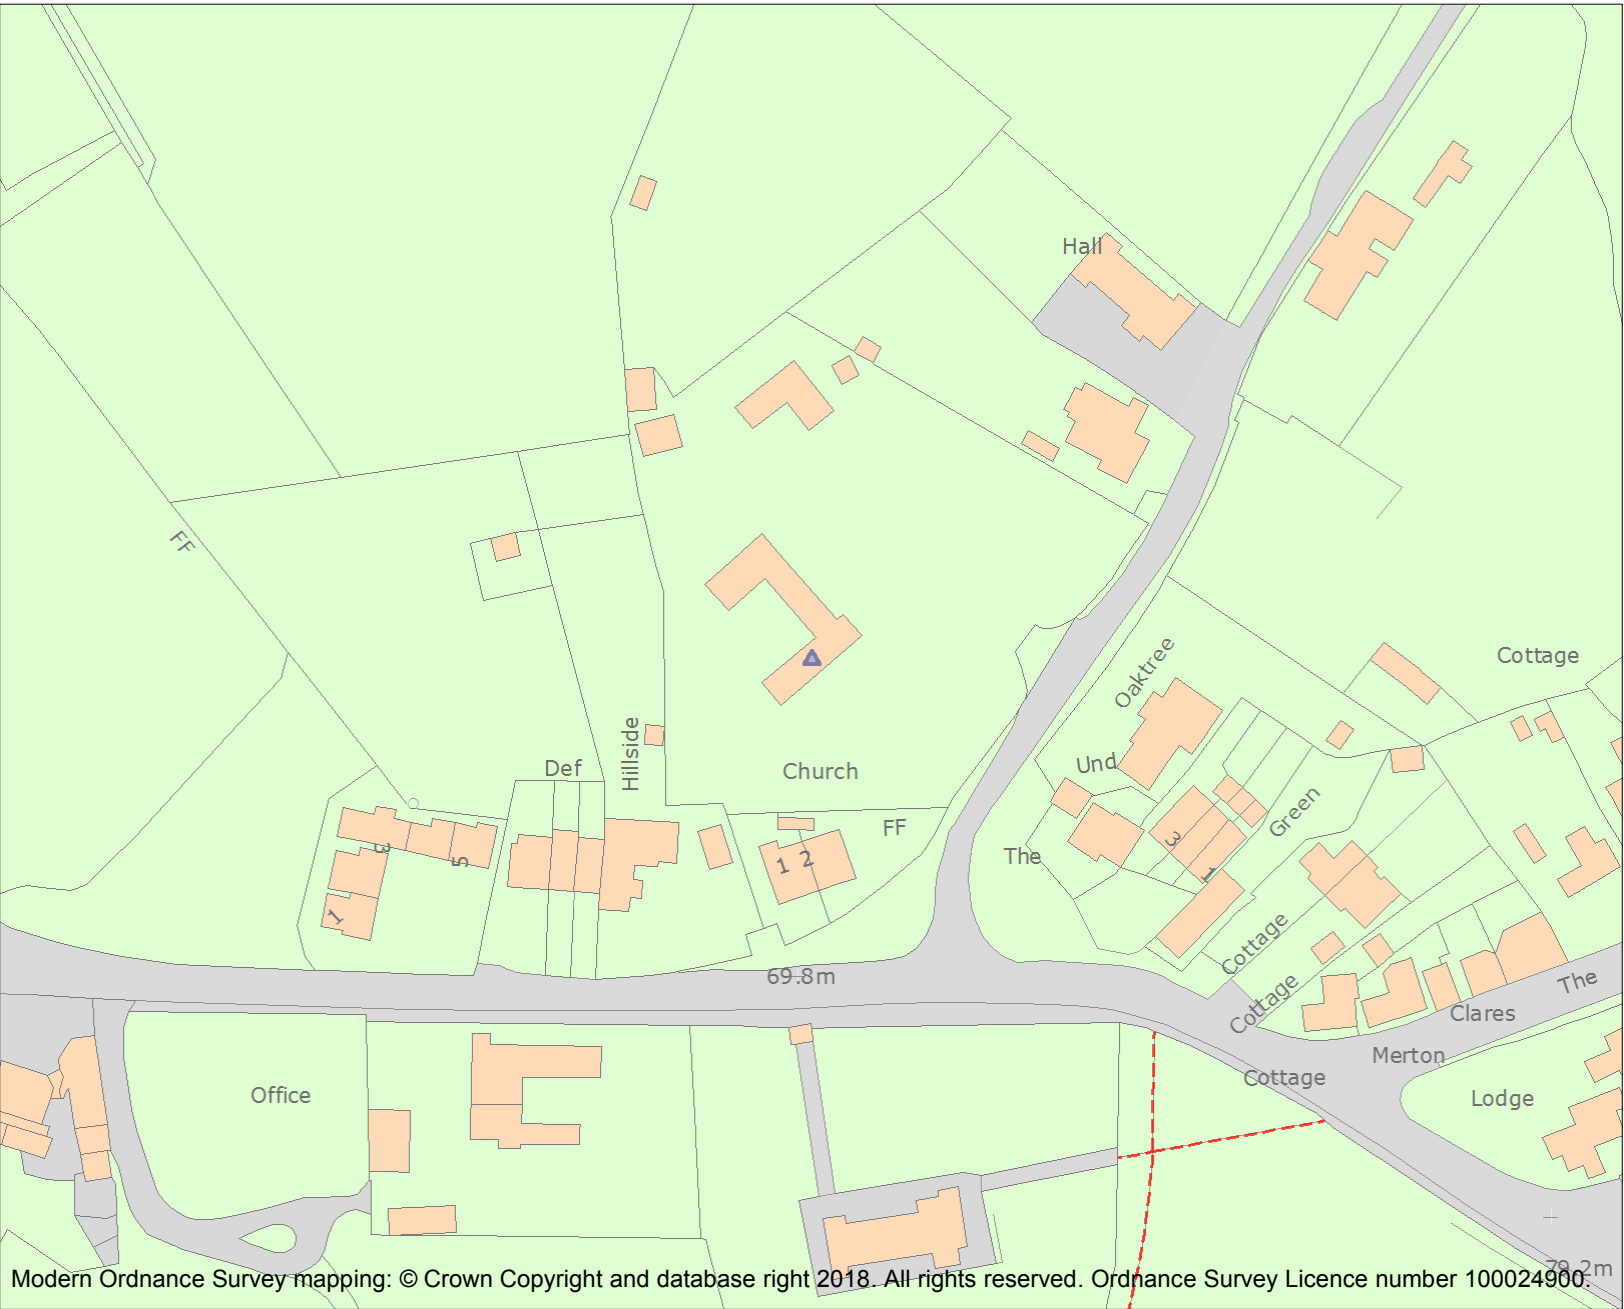 Hall
FF
Oaktree
Cottage
Hillside
Def
Church
Und
FF
Green
The
3
5
1
1 2
3
1
69.8m
Cottage
Cottage
The
Clares
Merton
Cottage
Office
Lodge
79.2m
Modern Ordnance Survey mapping: © Crown Copyright and database right 2018. All rights reserved. Ordnance Survey Licence number 100024900.